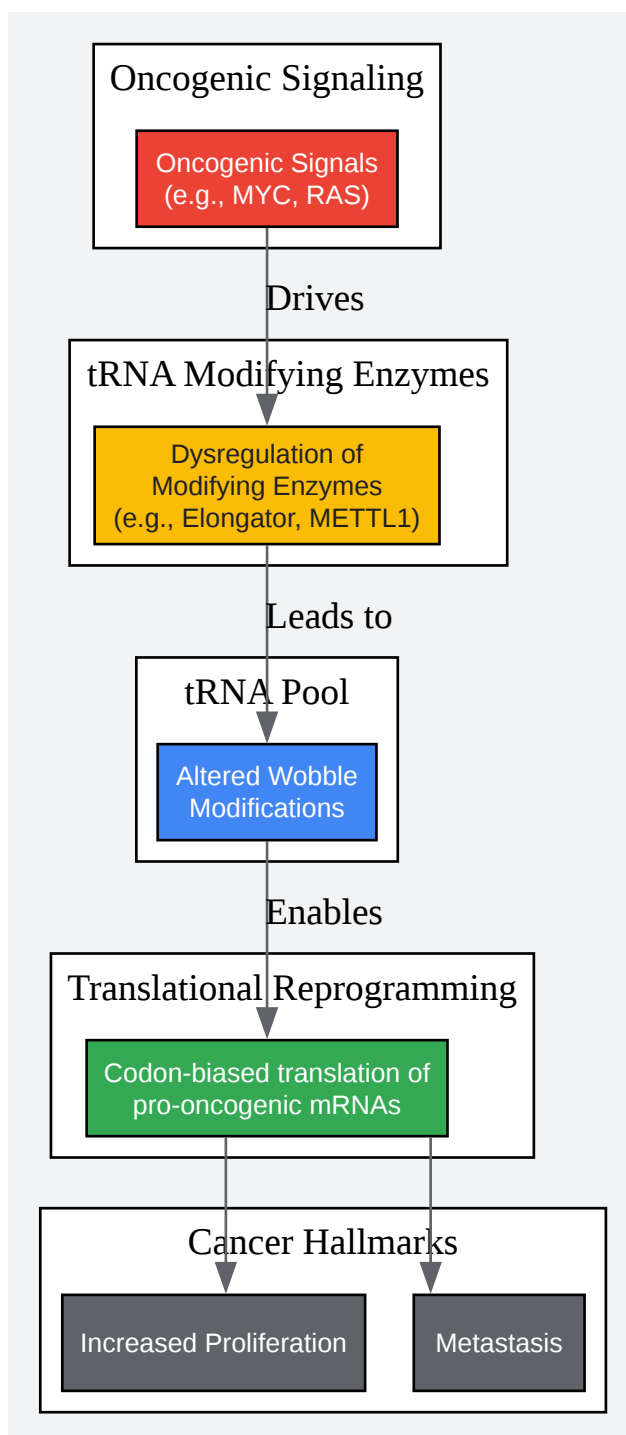 Oncogenic Signaling
Oncogenic Signals
(e.g., MYC, RAS)
Drives
tRNA Modifying Enzymes
Dysregulation of
Modifying Enzymes
(e.g., Elongator, METTL1)
Leads to
tRNA Pool
Altered Wobble
Modifications
Enables
Translational Reprogramming
Codon-biased translation of
pro-oncogenic mRNAs
Cancer Hallmarks
Increased Proliferation
Metastasis